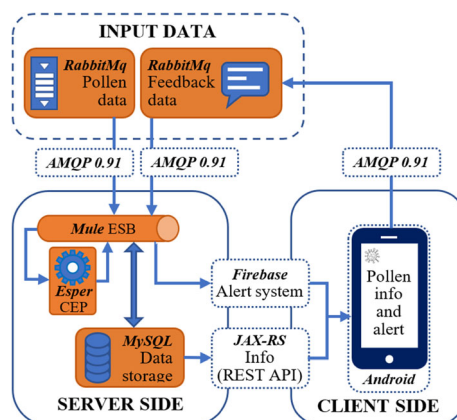 INPUT DATA
RabbitMq
Pollen
data
RabbitMq
Feedback
data
AMQP 0.91
AMQP 0.91
AMQP 0.91
Mule ESB
Esper
CEP
Firebase
Alert system
Pollen
info
and
alert
MySQL
Data
storage
JAX-RS
Info
(REST API)
Android
SERVER SIDE
CLIENT SIDE